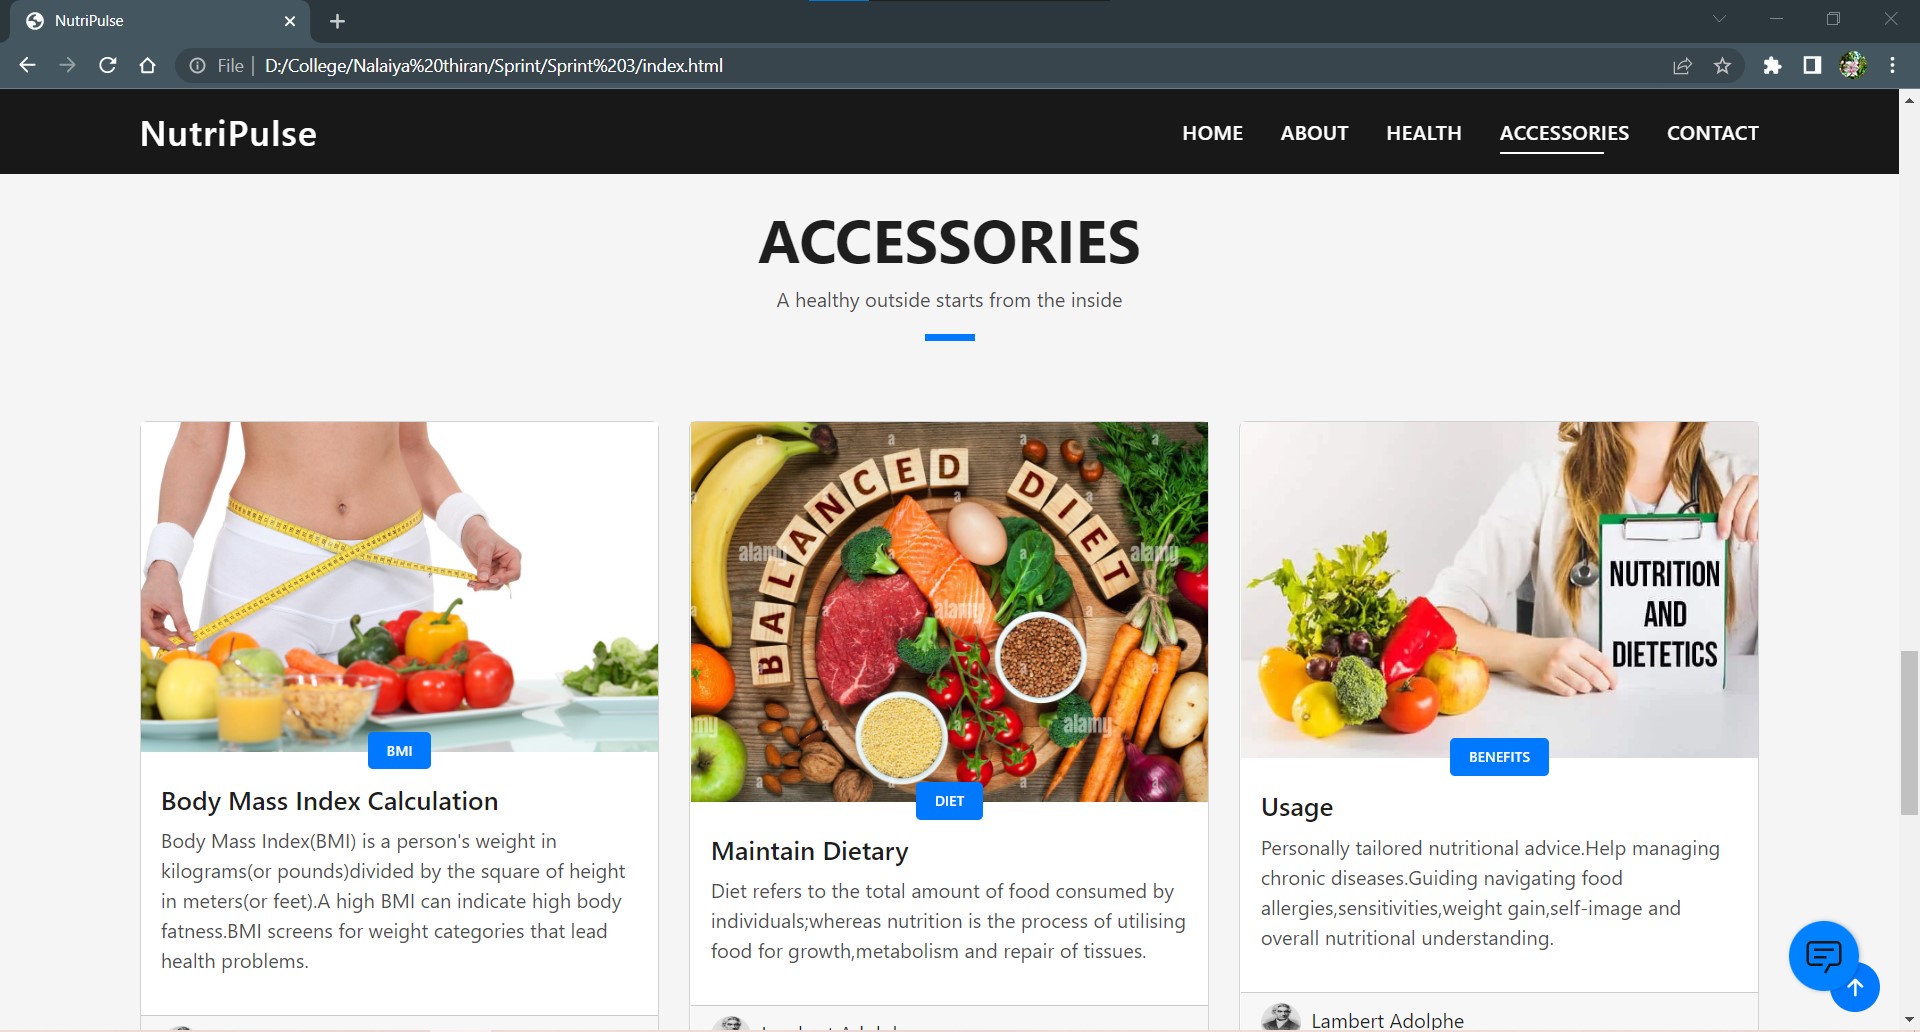 NutriPulse
File
D:/College/Nalaiya%20thiran/Sprint/Sprint%203/index.html
NutriPulse
HOME ABOUT HEALTH ACCESSORIES CONTACT
ACCESSORIES
A healthy outside starts from the inside
BMI
Body Mass Index Calculation
Body Mass Index(BMI) is a person's weight in
kilograms(or pounds)divided by the square of height
in meters(or feet).A high BMI can indicate high body
fatness.BMI screens for weight categories that lead
health problems.
BALANCED DIET
alamy
alamy
alamy
alamy
DIET
Maintain Dietary
Diet refers to the total amount of food consumed by
individuals;whereas nutrition is the process of utilising
food for growth,metabolism and repair of tissues.
NUTRITION
AND
DIETETICS
BENEFITS
Usage
Personally tailored nutritional advice.Help managing
chronic diseases.Guiding navigating food
allergies,sensitivities,weight gain,self-image and
overall nutritional understanding.
Lambert Adolphe